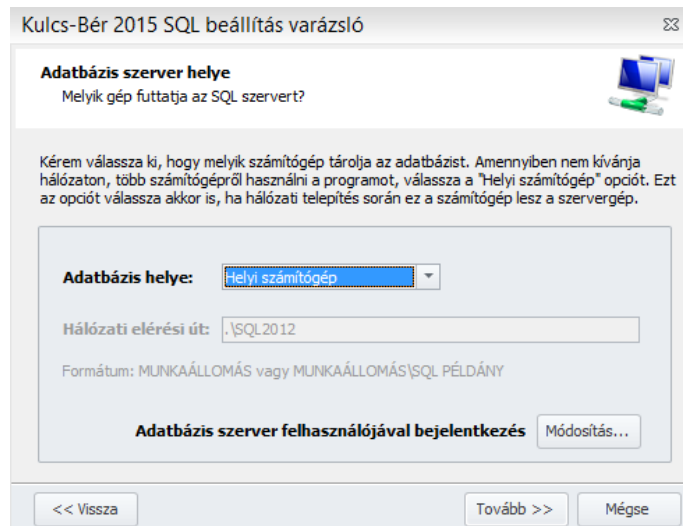 Kulcs-Bér 2015 SQL beállítás varázsló
Adatbázis szerver helye
Melyik gép futtatja az SQL szervert?
Kérem válassza ki, hogy melyik számítógép tárolja az adatbázist. Amennyiben nem kívánja
hálózaton, több számítógépről használni a programot, válassza a "Helyi számítógép" opciót. Ezt
az opciót válassza akkor is, ha hálózati telepítés során ez a számítógép lesz a szervergép.
Adatbázis helye: Helyi számítógép
Hálózati elérési út: .\SQL2012
Formátum: MUNKAÁLLOMÁS vagy MUNKAÁLLOMÁS\SQL PÉLDÁNY
Adatbázis szerver felhasználójával bejelentkezés Módosítás...
<< Vissza Tovább >> Mégse